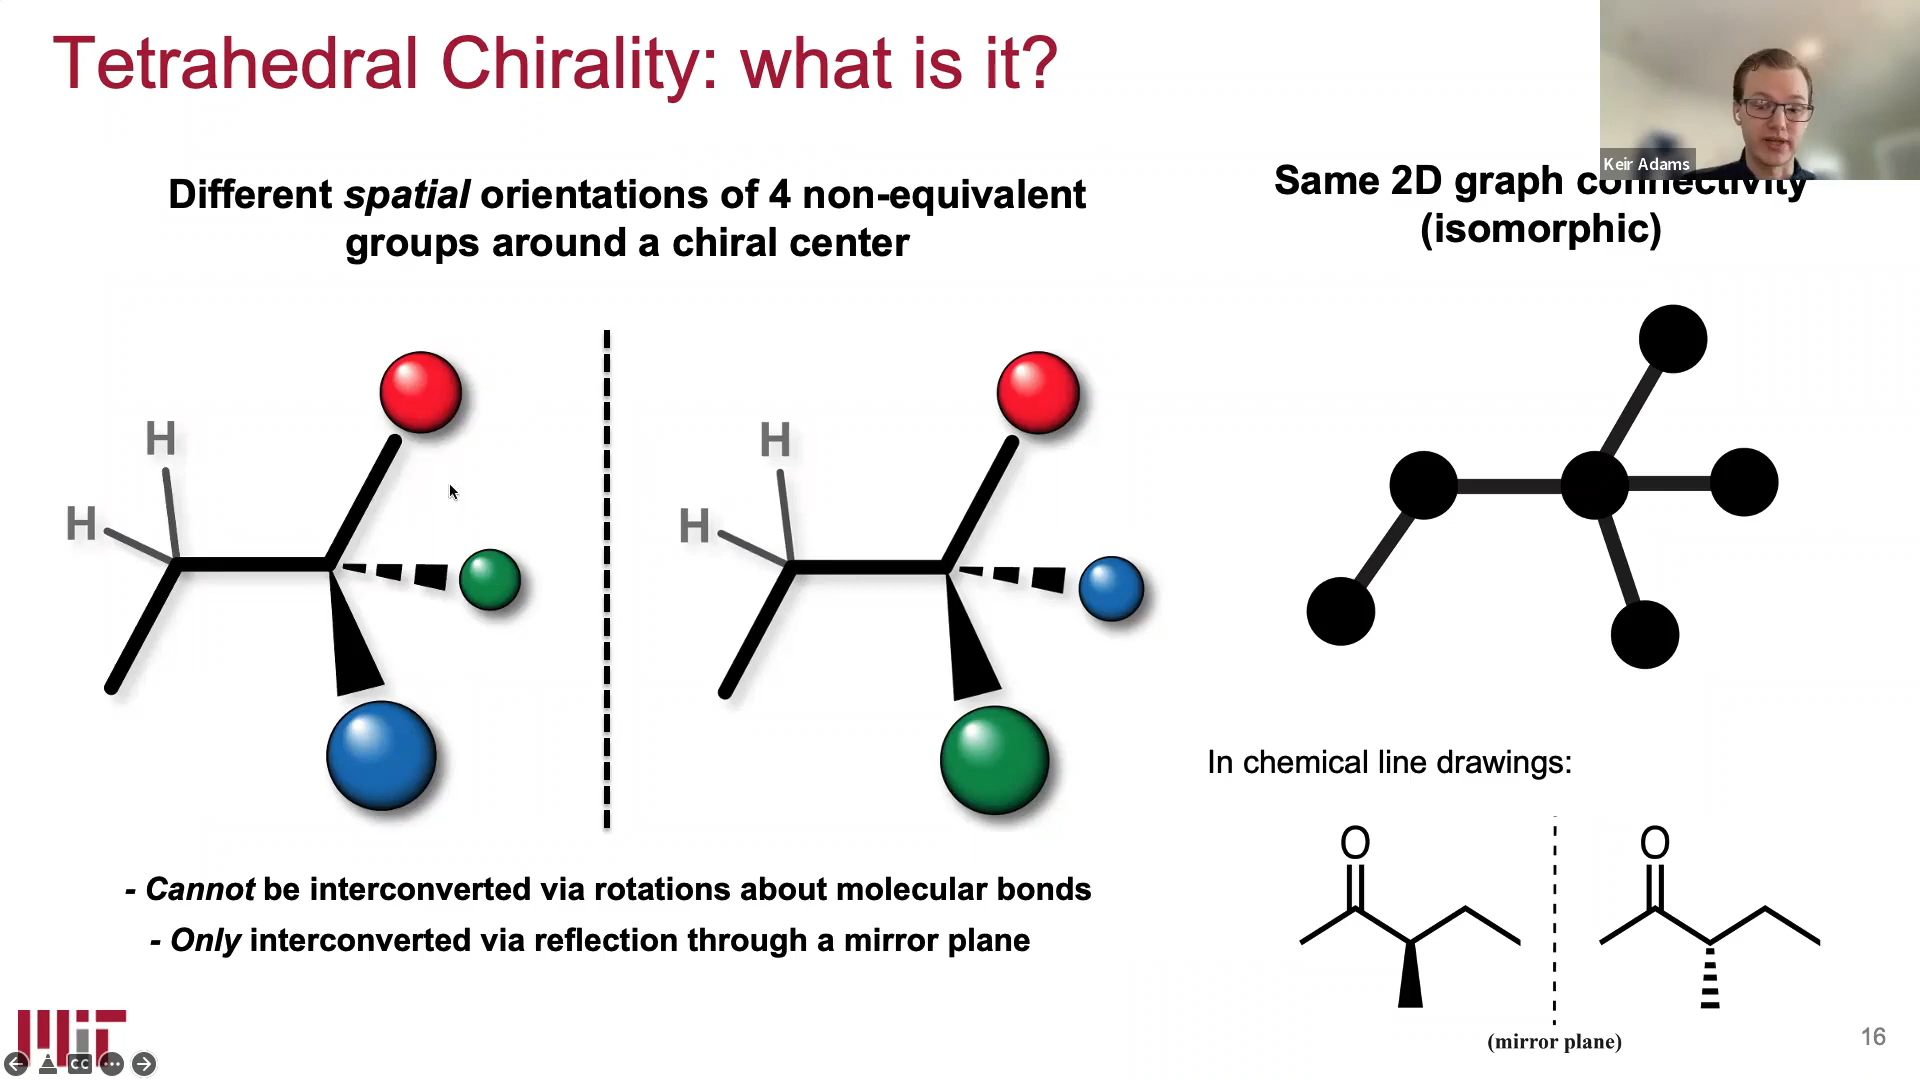 Tetrahedral Chirality: what is it?
Keir Adams
Different spatial orientations of 4 non-equivalent
groups around a chiral center
Same 2D graph connectivity
(isomorphic)
H
H
H
H
In chemical line drawings:
O
O
- Cannot be interconverted via rotations about molecular bonds
- Only interconverted via reflection through a mirror plane
(mirror plane)
MIT
CC
16